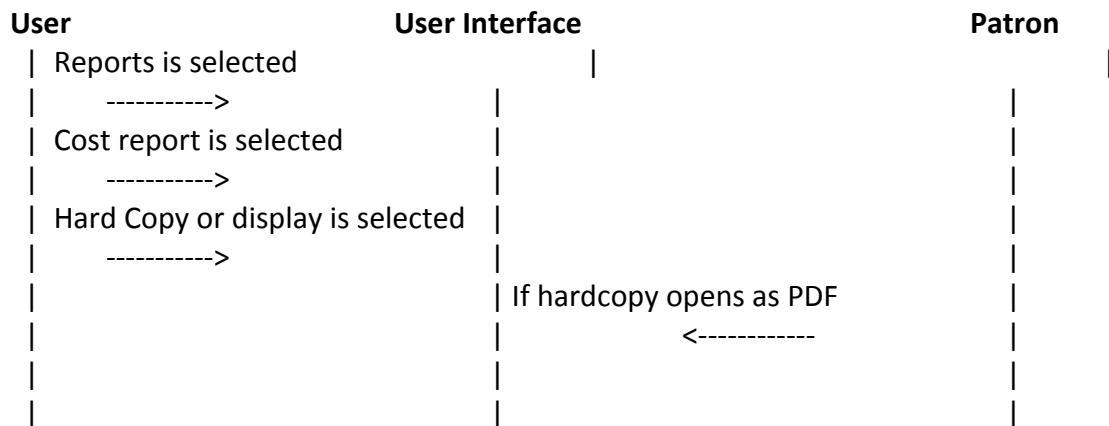 User User Interface Patron
| Reports is selected | |
| -----------> | |
| Cost report is selected | |
| -----------> | |
| Hard Copy or display is selected | |
| -----------> | |
| | If hardcopy opens as PDF |
| | <------------ |
| | |
| | |